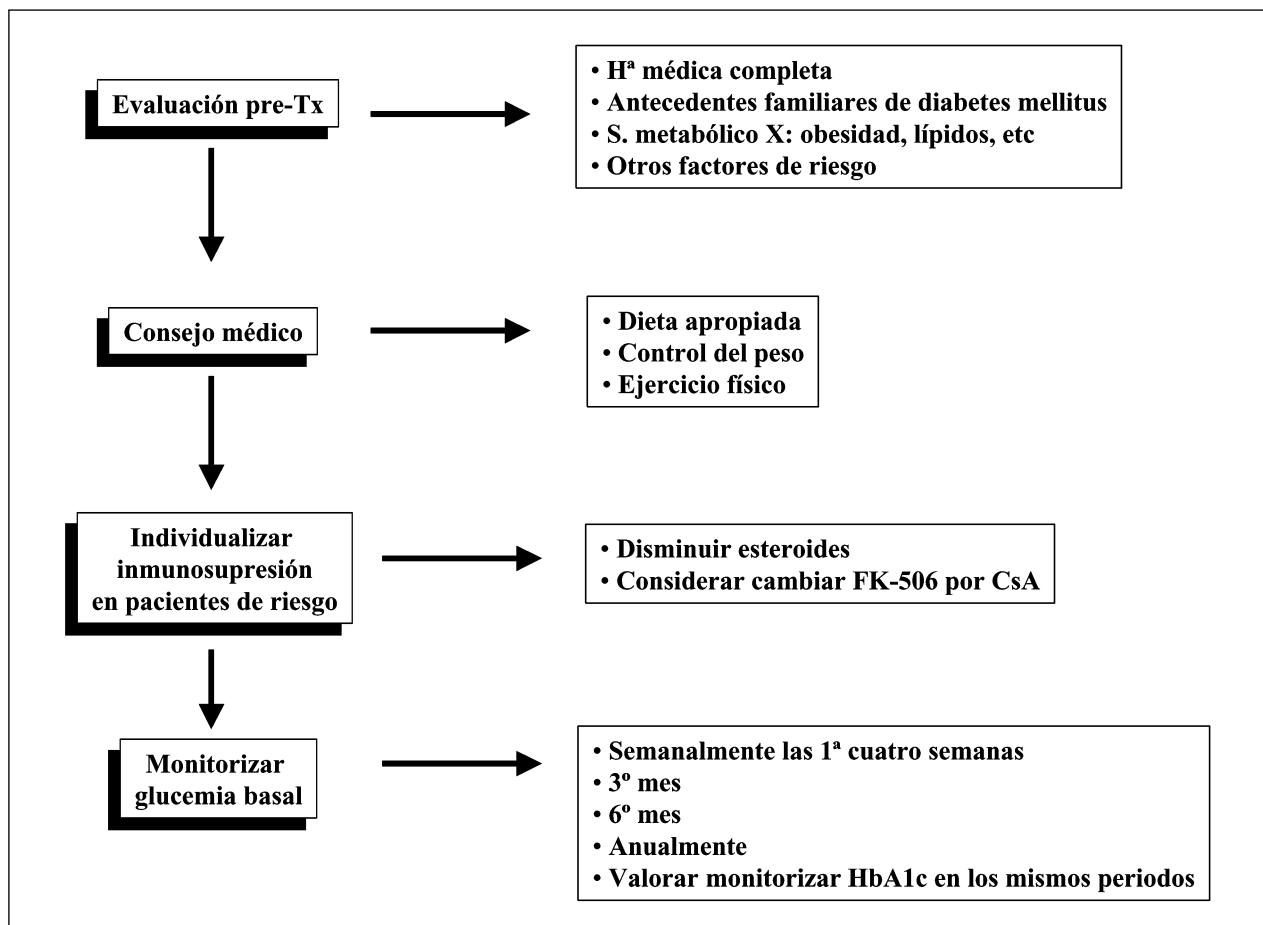 Evaluación pre-Tx
• Hª médica completa
• Antecedentes familiares de diabetes mellitus
• S. metabólico X: obesidad, lípidos, etc
• Otros factores de riesgo
Consejo médico
• Dieta apropiada
• Control del peso
• Ejercicio físico
Individualizar
inmunosupresión
en pacientes de riesgo
• Disminuir esteroides
• Considerar cambiar FK-506 por CsA
Monitorizar
glucemia basal
• Semanalmente las 1ª cuatro semanas
• 3º mes
• 6º mes
• Anualmente
• Valorar monitorizar HbA1c en los mismos periodos